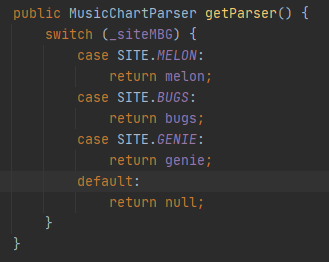 public MusicChartParser getParser() {
    switch (_siteMBG) {
        case SITE.MELON:
            return melon;
        case SITE.BUGS:
            return bugs;
        case SITE.GENIE:
            return genie;
        default:
            return null;
    }
}